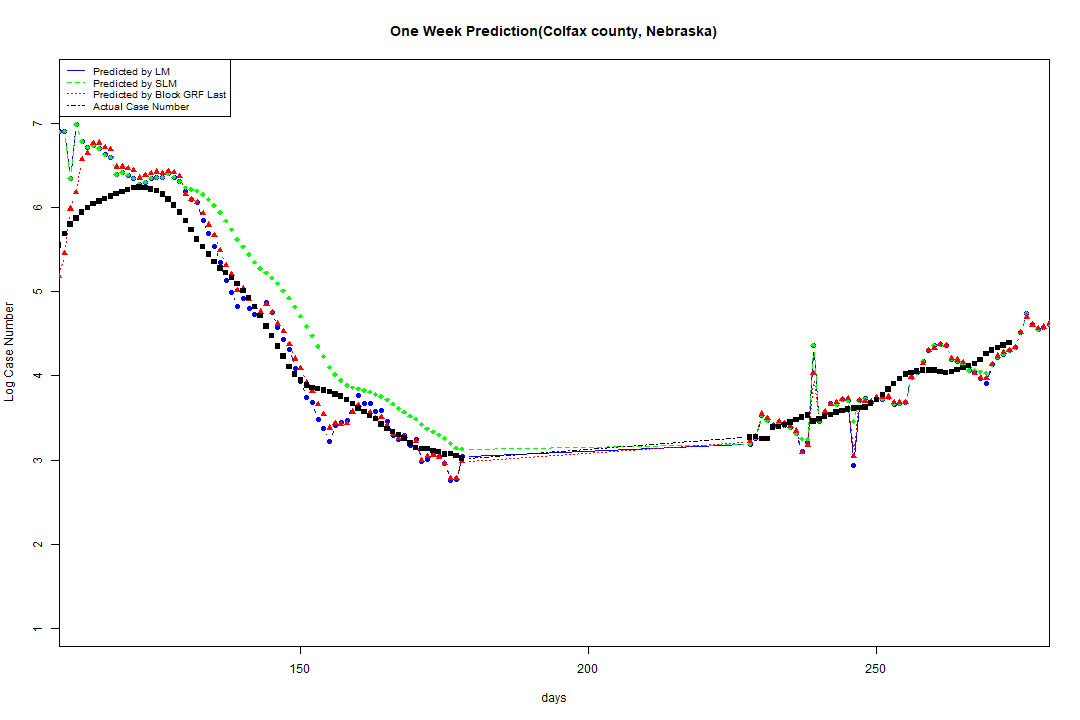 One Week Prediction(Colfax county, Nebraska)
Predicted by LM
Predicted by SLM
Predicted by Block GRF Last
Actual Case Number
7
6
5
4
3
2
1
Log Case Number
150 200 250
days